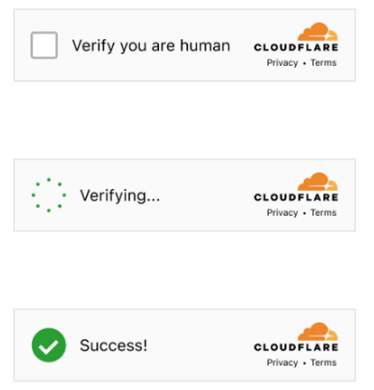 Verify you are human
CLOUDFLARE
Privacy • Terms
Verifying...
CLOUDFLARE
Privacy • Terms
Success!
CLOUDFLARE
Privacy • Terms